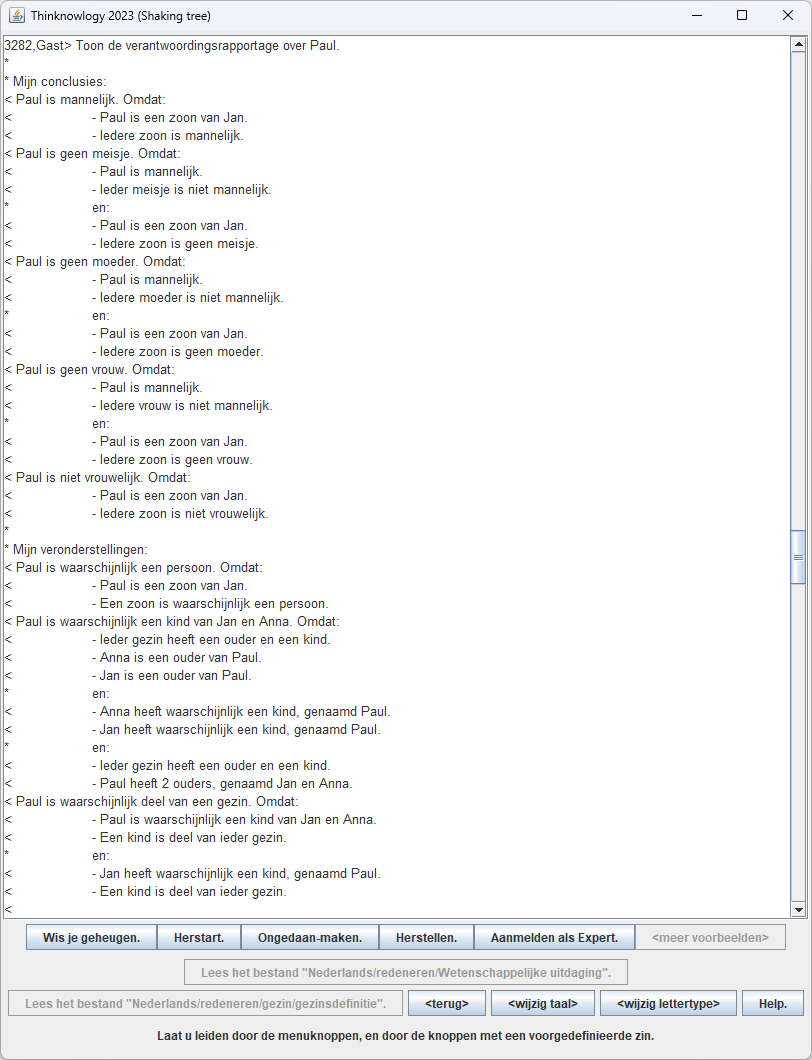 Thinknowlogy 2023 (Shaking tree)
3282,Gast> Toon de verantwoordingsrapportage over Paul.
*
* Mijn conclusies:
< Paul is mannelijk. Omdat:
< - Paul is een zoon van Jan.
< - Iedere zoon is mannelijk.
< Paul is geen meisje. Omdat:
< - Paul is mannelijk.
< - Ieder meisje is niet mannelijk.
* en:
< - Paul is een zoon van Jan.
< - Iedere zoon is geen meisje.
< Paul is geen moeder. Omdat:
< - Paul is mannelijk.
< - Iedere moeder is niet mannelijk.
* en:
< - Paul is een zoon van Jan.
< - Iedere zoon is geen moeder.
< Paul is geen vrouw. Omdat:
< - Paul is mannelijk.
< - Iedere vrouw is niet mannelijk.
* en:
< - Paul is een zoon van Jan.
< - Iedere zoon is geen vrouw.
< Paul is niet vrouwelijk. Omdat:
< - Paul is een zoon van Jan.
< - Iedere zoon is niet vrouwelijk.
*
* Mijn veronderstellingen:
< Paul is waarschijnlijk een persoon. Omdat:
< - Paul is een zoon van Jan.
< - Een zoon is waarschijnlijk een persoon.
< Paul is waarschijnlijk een kind van Jan en Anna. Omdat:
< - Ieder gezin heeft een ouder en een kind.
< - Anna is een ouder van Paul.
< - Jan is een ouder van Paul.
* en:
< - Anna heeft waarschijnlijk een kind, genaamd Paul.
< - Jan heeft waarschijnlijk een kind, genaamd Paul.
* en:
< - Ieder gezin heeft een ouder en een kind.
< - Paul heeft 2 ouders, genaamd Jan en Anna.
< Paul is waarschijnlijk deel van een gezin. Omdat:
< - Paul is waarschijnlijk een kind van Jan en Anna.
< - Een kind is deel van ieder gezin.
* en:
< - Jan heeft waarschijnlijk een kind, genaamd Paul.
< - Een kind is deel van ieder gezin.
<
Wis je geheugen. Herstart. Ongedaan-maken. Herstellen. Aanmelden als Expert. <meer voorbeelden>
Lees het bestand "Nederlands/redeneren/Wetenschappelijke uitdaging".
Lees het bestand "Nederlands/redeneren/gezin/gezinsdefinitie". <terug> <wijzig taal> <wijzig lettertype> Help.
Laat u leiden door de menuknoppen, en door de knoppen met een voorgedefinieerde zin.